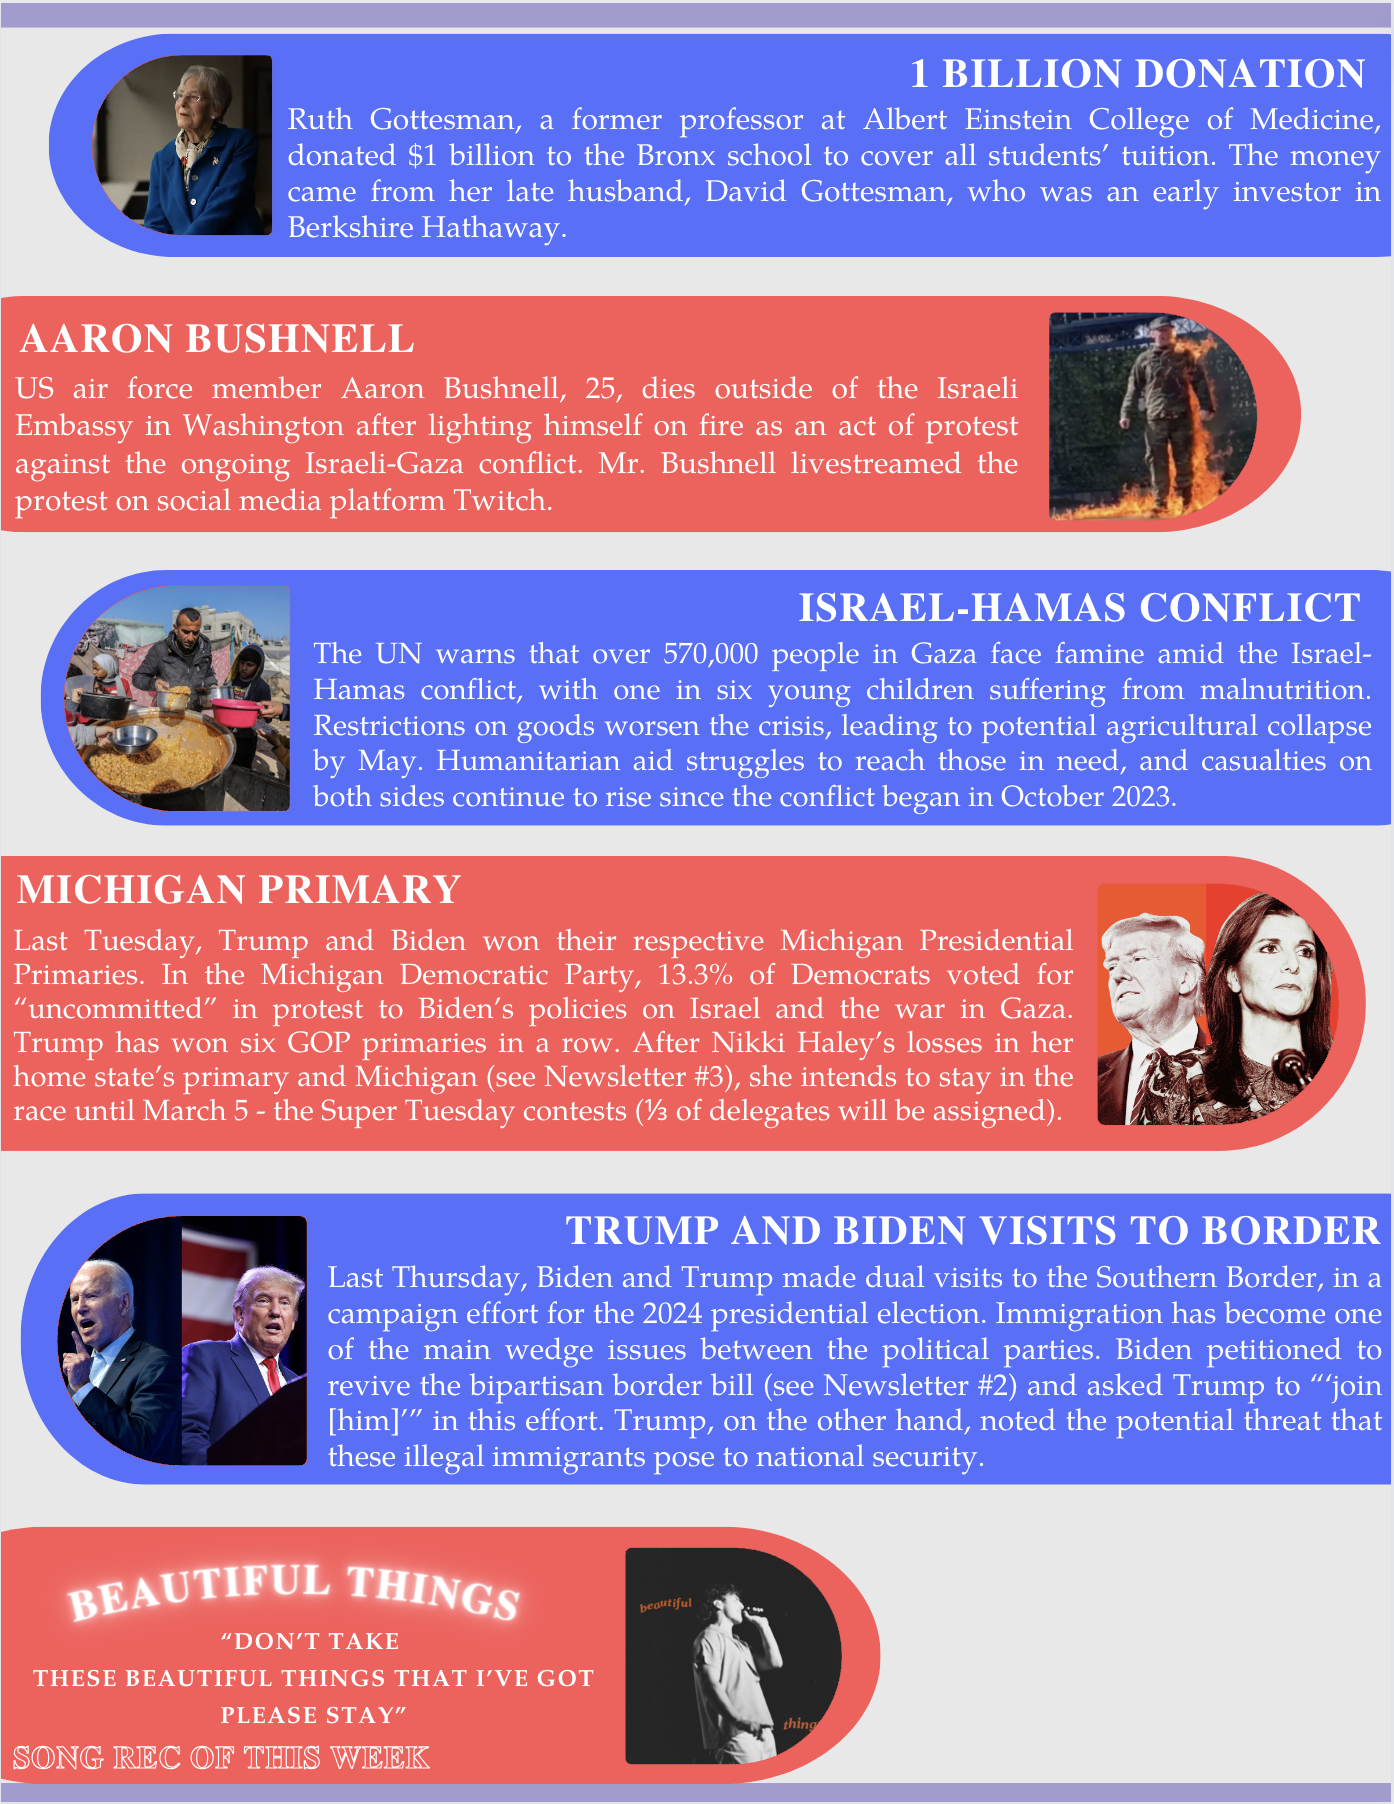 1 BILLION DONATION
Ruth Gottesman, a former professor at Albert Einstein College of Medicine,
donated $1 billion to the Bronx school to cover all students’ tuition. The money
came from her late husband, David Gottesman, who was an early investor in
Berkshire Hathaway.
AARON BUSHNELL
US air force member Aaron Bushnell, 25, dies outside of the Israeli
Embassy in Washington after lighting himself on fire as an act of protest
against the ongoing Israeli-Gaza conflict. Mr. Bushnell livestreamed the
protest on social media platform Twitch.
ISRAEL-HAMAS CONFLICT
The UN warns that over 570,000 people in Gaza face famine amid the Israel-
Hamas conflict, with one in six young children suffering from malnutrition.
Restrictions on goods worsen the crisis, leading to potential agricultural collapse
by May. Humanitarian aid struggles to reach those in need, and casualties on
both sides continue to rise since the conflict began in October 2023.
MICHIGAN PRIMARY
Last Tuesday, Trump and Biden won their respective Michigan Presidential
Primaries. In the Michigan Democratic Party, 13.3% of Democrats voted for
“uncommitted” in protest to Biden’s policies on Israel and the war in Gaza.
Trump has won six GOP primaries in a row. After Nikki Haley’s losses in her
home state’s primary and Michigan (see Newsletter #3), she intends to stay in the
race until March 5 - the Super Tuesday contests (⅓ of delegates will be assigned).
TRUMP AND BIDEN VISITS TO BORDER
Last Thursday, Biden and Trump made dual visits to the Southern Border, in a
campaign effort for the 2024 presidential election. Immigration has become one
of the main wedge issues between the political parties. Biden petitioned to
revive the bipartisan border bill (see Newsletter #2) and asked Trump to “‘join
[him]’” in this effort. Trump, on the other hand, noted the potential threat that
these illegal immigrants pose to national security.
BEAUTIFUL THINGS
“DON’T TAKE
THESE BEAUTIFUL THINGS THAT I’VE GOT
PLEASE STAY”
SONG REC OF THIS WEEK
beautiful
thing